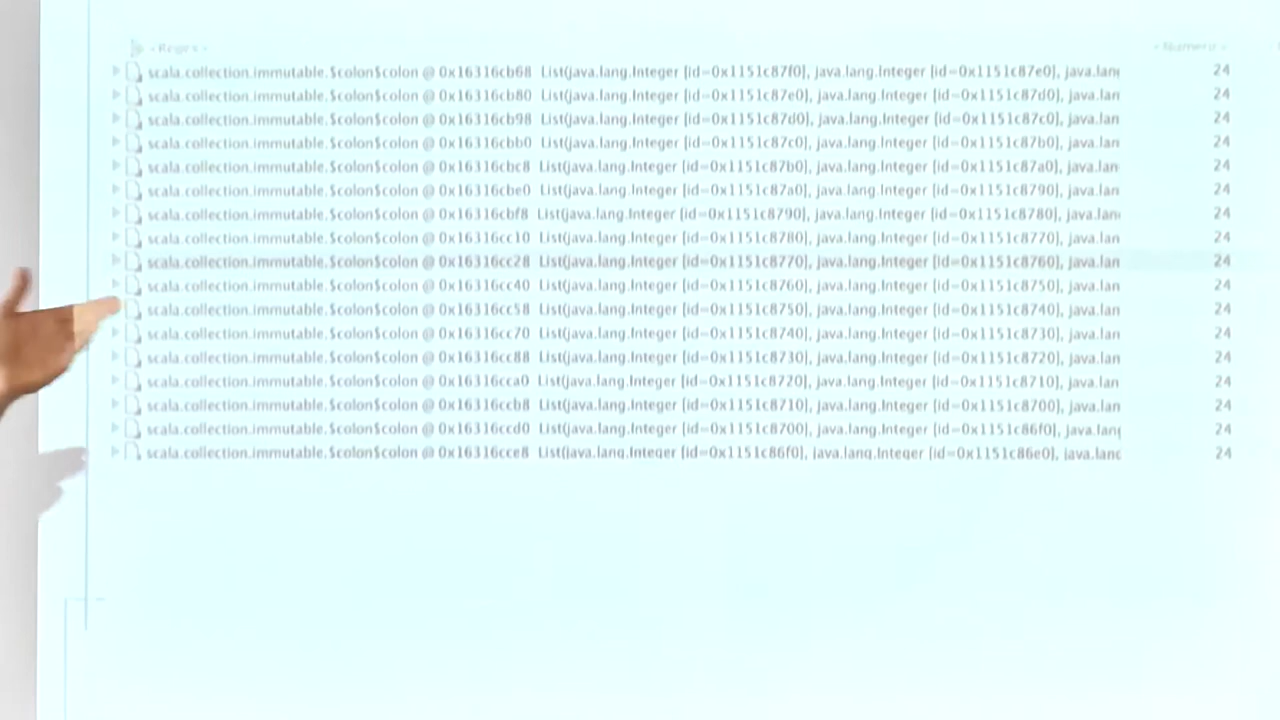 <Regex> <Numeric>
scala.collection.immutable.$colon$colon @ 0x16316cb68 List(java.lang.Integer [id=0x1151c87f0], java.lang.Integer [id=0x1151c87e0], java.lang 24
scala.collection.immutable.$colon$colon @ 0x16316cb80 List(java.lang.Integer [id=0x1151c87e0], java.lang.Integer [id=0x1151c87d0], java.lan 24
scala.collection.immutable.$colon$colon @ 0x16316cb98 List(java.lang.Integer [id=0x1151c87d0], java.lang.Integer [id=0x1151c87c0], java.lan 24
scala.collection.immutable.$colon$colon @ 0x16316cbb0 List(java.lang.Integer [id=0x1151c87c0], java.lang.Integer [id=0x1151c87b0], java.lan 24
scala.collection.immutable.$colon$colon @ 0x16316cbc8 List(java.lang.Integer [id=0x1151c87b0], java.lang.Integer [id=0x1151c87a0], java.lan 24
scala.collection.immutable.$colon$colon @ 0x16316cbe0 List(java.lang.Integer [id=0x1151c87a0], java.lang.Integer [id=0x1151c8790], java.lan 24
scala.collection.immutable.$colon$colon @ 0x16316cbf8 List(java.lang.Integer [id=0x1151c8790], java.lang.Integer [id=0x1151c8780], java.lan 24
scala.collection.immutable.$colon$colon @ 0x16316cc10 List(java.lang.Integer [id=0x1151c8780], java.lang.Integer [id=0x1151c8770], java.lan 24
scala.collection.immutable.$colon$colon @ 0x16316cc28 List(java.lang.Integer [id=0x1151c8770], java.lang.Integer [id=0x1151c8760], java.lan 24
scala.collection.immutable.$colon$colon @ 0x16316cc40 List(java.lang.Integer [id=0x1151c8760], java.lang.Integer [id=0x1151c8750], java.lan 24
scala.collection.immutable.$colon$colon @ 0x16316cc58 List(java.lang.Integer [id=0x1151c8750], java.lang.Integer [id=0x1151c8740], java.lan 24
scala.collection.immutable.$colon$colon @ 0x16316cc70 List(java.lang.Integer [id=0x1151c8740], java.lang.Integer [id=0x1151c8730], java.lan 24
scala.collection.immutable.$colon$colon @ 0x16316cc88 List(java.lang.Integer [id=0x1151c8730], java.lang.Integer [id=0x1151c8720], java.lan 24
scala.collection.immutable.$colon$colon @ 0x16316cca0 List(java.lang.Integer [id=0x1151c8720], java.lang.Integer [id=0x1151c8710], java.lan 24
scala.collection.immutable.$colon$colon @ 0x16316ccb8 List(java.lang.Integer [id=0x1151c8710], java.lang.Integer [id=0x1151c8700], java.lan 24
scala.collection.immutable.$colon$colon @ 0x16316ccd0 List(java.lang.Integer [id=0x1151c8700], java.lang.Integer [id=0x1151c86f0], java.lang 24
scala.collection.immutable.$colon$colon @ 0x16316cce8 List(java.lang.Integer [id=0x1151c86f0], java.lang.Integer [id=0x1151c86e0], java.lang 24